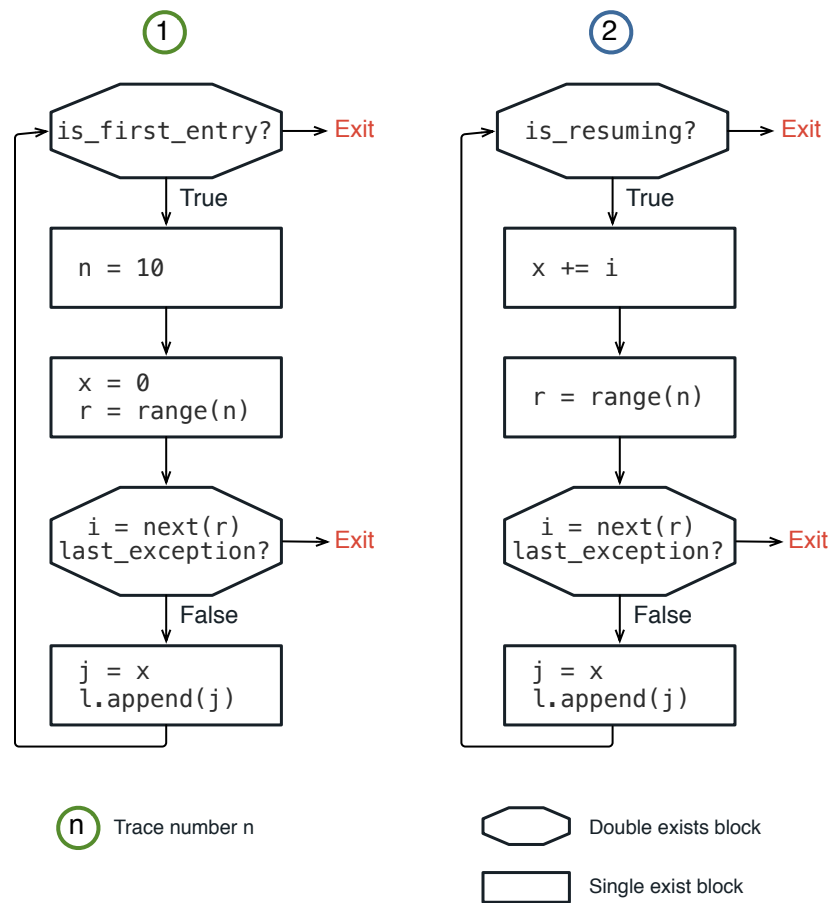 1
is_first_entry?
Exit
True
n = 10
x = 0
r = range(n)
i = next(r)
last_exception?
Exit
False
j = x
l.append(j)
2
is_resuming?
Exit
True
x += i
r = range(n)
i = next(r)
last_exception?
Exit
False
j = x
l.append(j)
n Trace number n
Double exists block
Single exist block